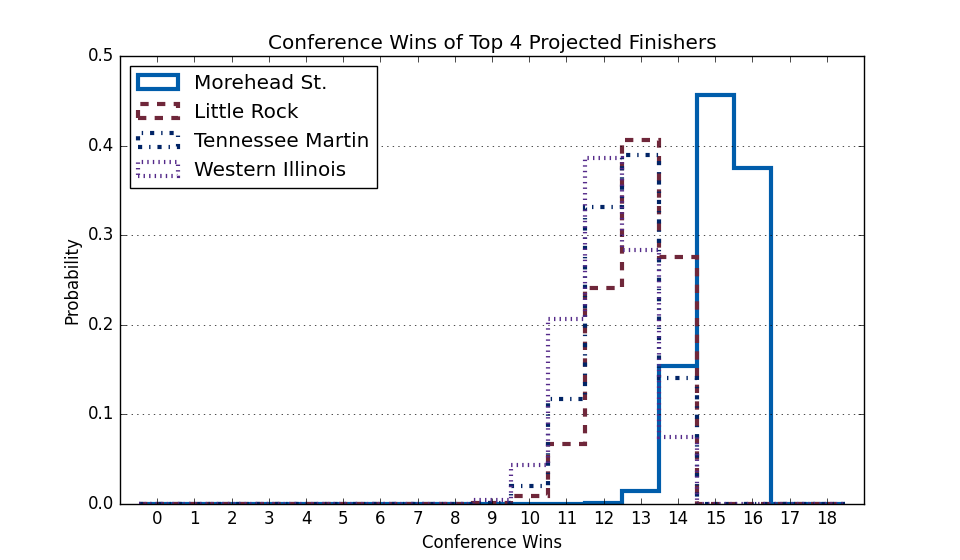 Conference Wins of Top 4 Projected Finishers
0.5
0.4
0.3
0.2
0.1
0.0
Probability
Morehead St.
Little Rock
Tennessee Martin
Western Illinois
0 1 2 3 4 5 6 7 8 9 10 11 12 13 14 15 16 17 18
Conference Wins